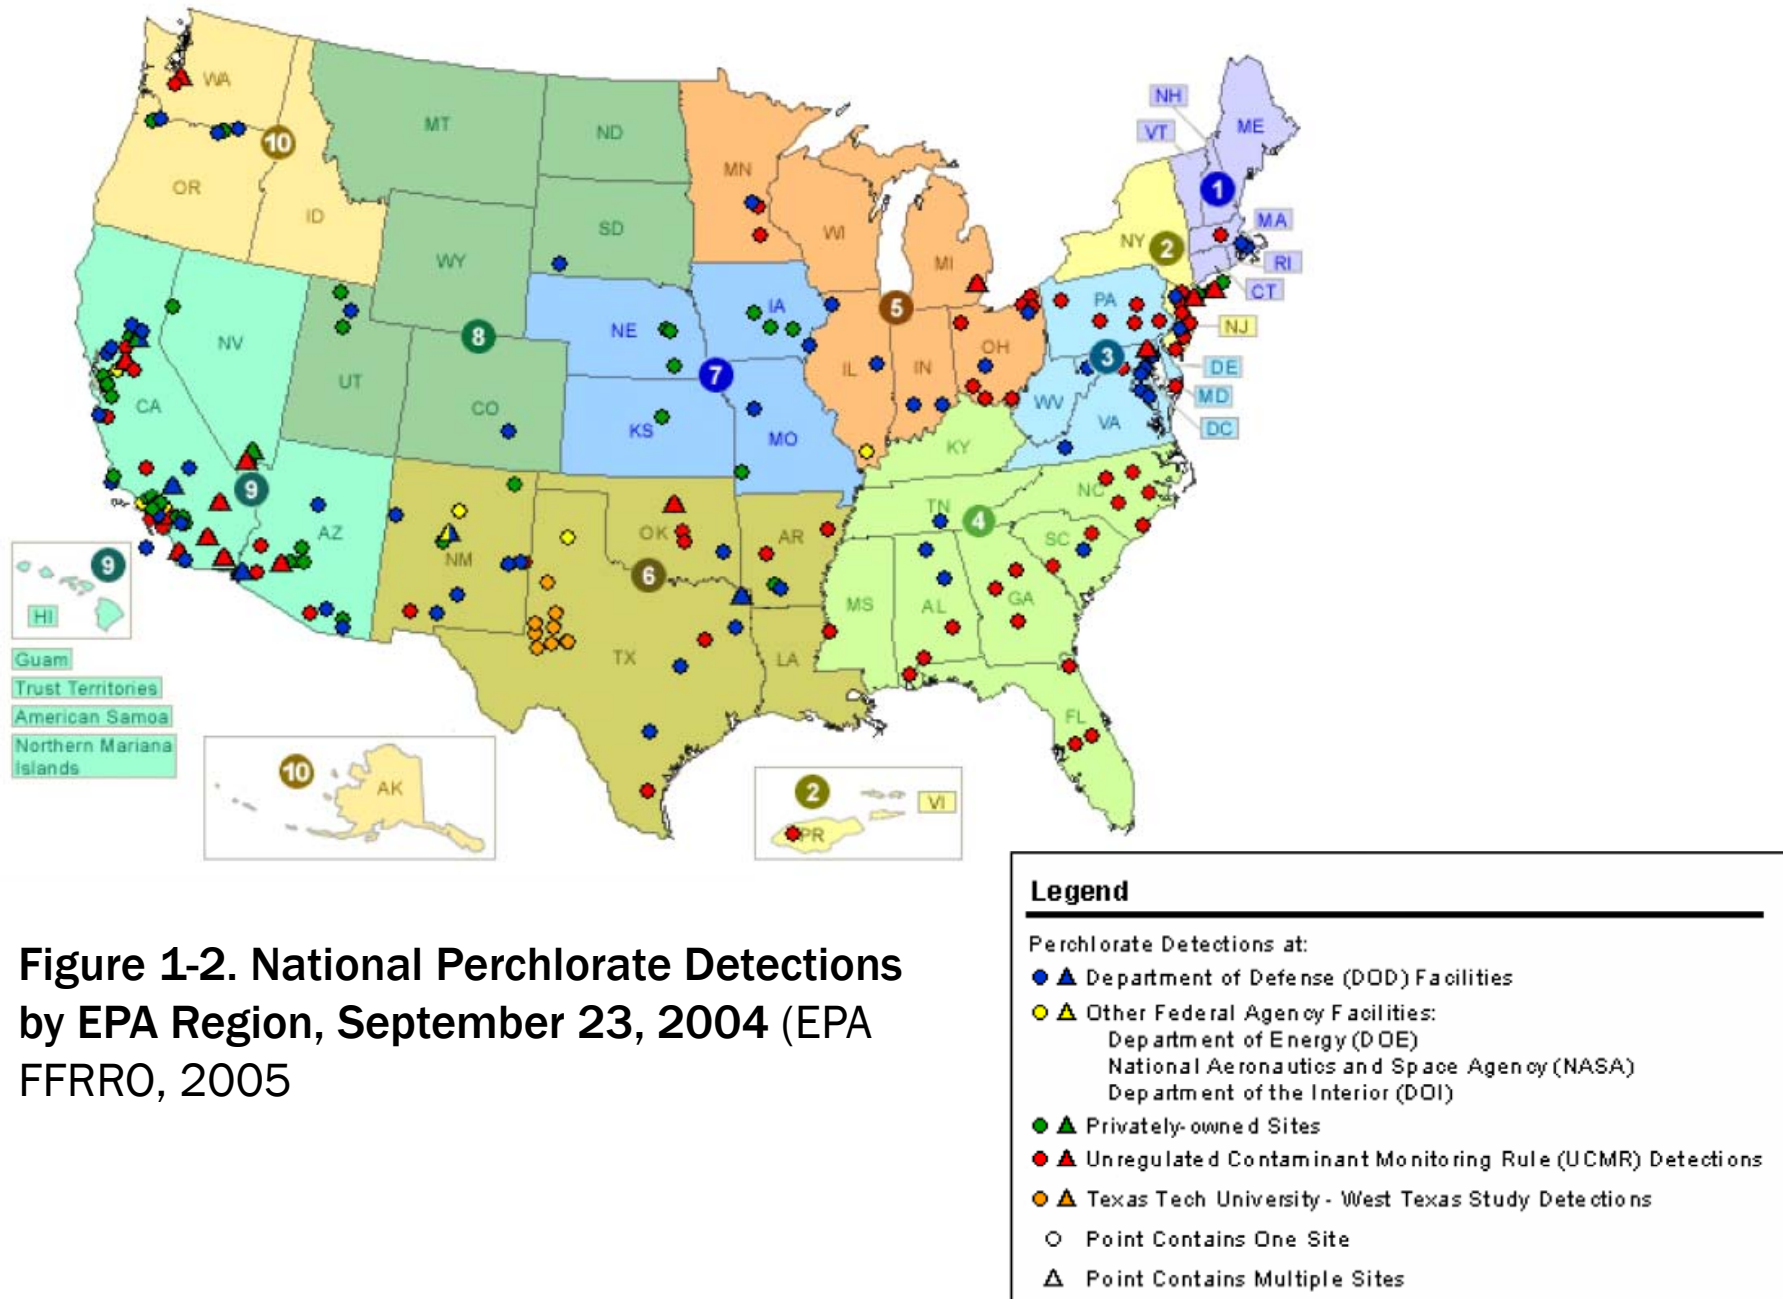 NH
WA
ME
MT
ND
VT
10
MN
OR
1
ID
MA
SD
WI
NY
2
WY
MI
RI
CT
PA
IA
5
NE
NJ
8
NV
OH
3
IL
IN
DE
7
UT
MD
WV
CA
CO
VA
DC
KS
MO
KY
9
NC
TN
4
AZ
OK
AR
SC
NM
9
6
GA
MS
AL
HI
TX
LA
Guam
Trust Territories
American Samoa
FL
Northern Mariana
Islands
10
AK
2
VI
PR
Legend
Perchlorate Detections at:
Department of Defense (DOD) Facilities
Other Federal Agency Facilities:
Department of Energy (DOE)
National Aeronautics and Space Agency (NASA)
Department of the Interior (DOI)
Privately-owned Sites
Unregulated Contaminant Monitoring Rule (UCMR) Detections
Texas Tech University - West Texas Study Detections
Point Contains One Site
Point Contains Multiple Sites
Figure 1-2. National Perchlorate Detections
by EPA Region, September 23, 2004 (EPA
FFRRO, 2005